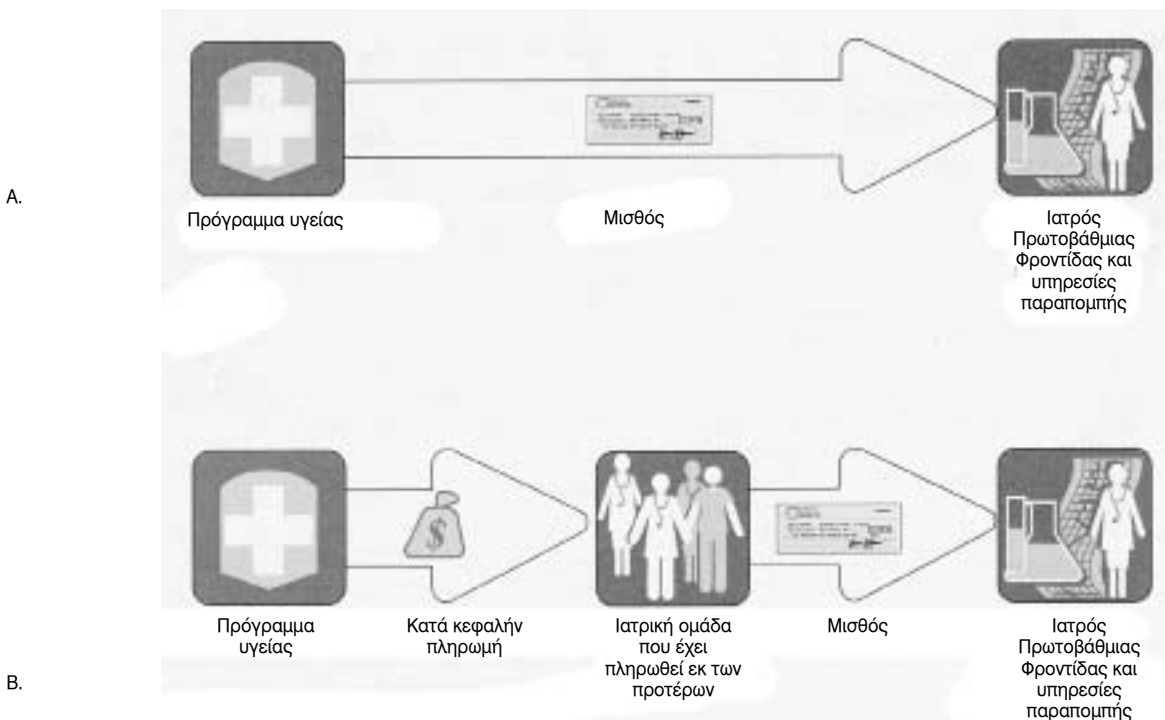 Α.
Πρόγραμμα υγείας
Μισθός
Ιατρός
Πρωτοβάθμιας
Φροντίδας και
υπηρεσίες
παραπομπής
$
Β.
Πρόγραμμα
υγείας
Κατά κεφαλήν
πληρωμή
Ιατρική ομάδα
που έχει
πληρωθεί εκ των
προτέρων
Μισθός
Ιατρός
Πρωτοβάθμιας
Φροντίδας και
υπηρεσίες
παραπομπής